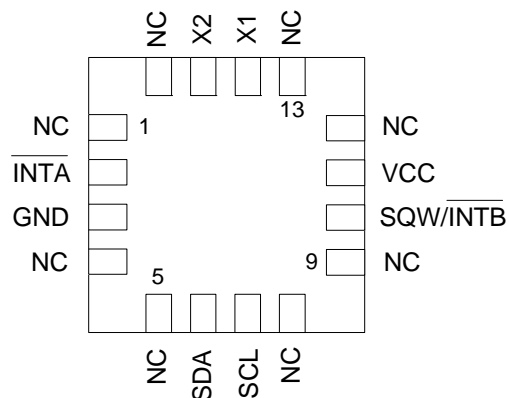 NC X2 X1 NC
13
NC 1 NC
INTA VCC
GND SQW/INTB
NC 9 NC
5
NC SDA SCL NC